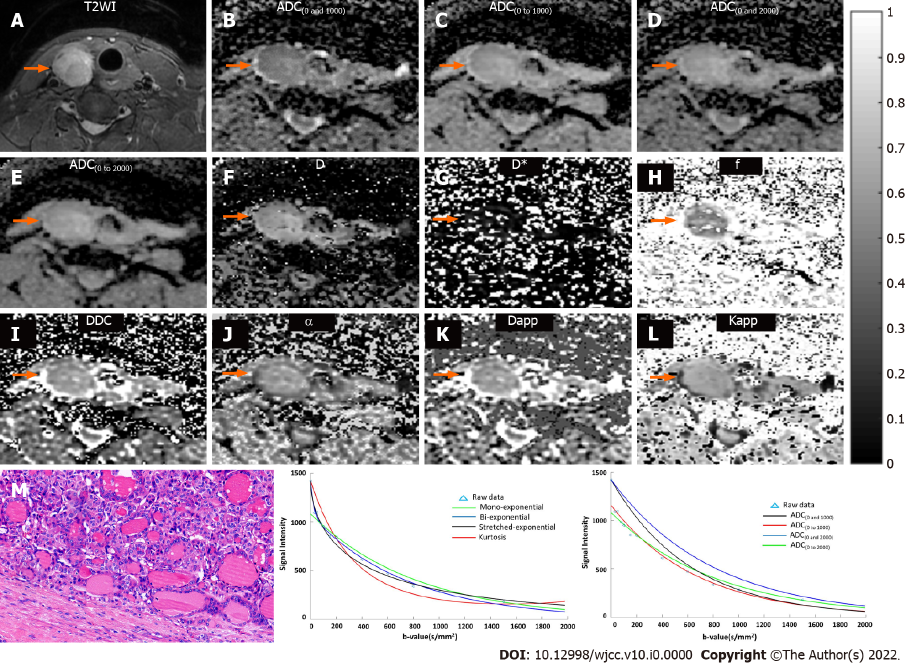 A T2WI
B ADC(0 and 1000)
C ADC(0 to 1000)
D ADC(0 and 2000)
1
0.9
0.8
0.7
0.6
0.5
0.4
0.3
0.2
0.1
0
E ADC(0 to 2000)
F D
G D*
H f
I DDC
J α
K Dapp
L Kapp
M
Signal Intensity
1500
1000
500
0
0 200 400 600 800 1000 1200 1400 1600 1800 2000
b-value(s/mm²)
Raw data
Mono-exponential
Bi-exponential
Stretched-exponential
Kurtosis
Signal Intensity
1500
1000
500
0
0 200 400 600 800 1000 1200 1400 1600 1800 2000
b-value(s/mm²)
Raw data
ADC(0 and 1000)
ADC(0 to 1000)
ADC(0 and 2000)
ADC(0 to 2000)
DOI: 10.12998/wjcc.v10.i0.0000 Copyright ©The Author(s) 2022.